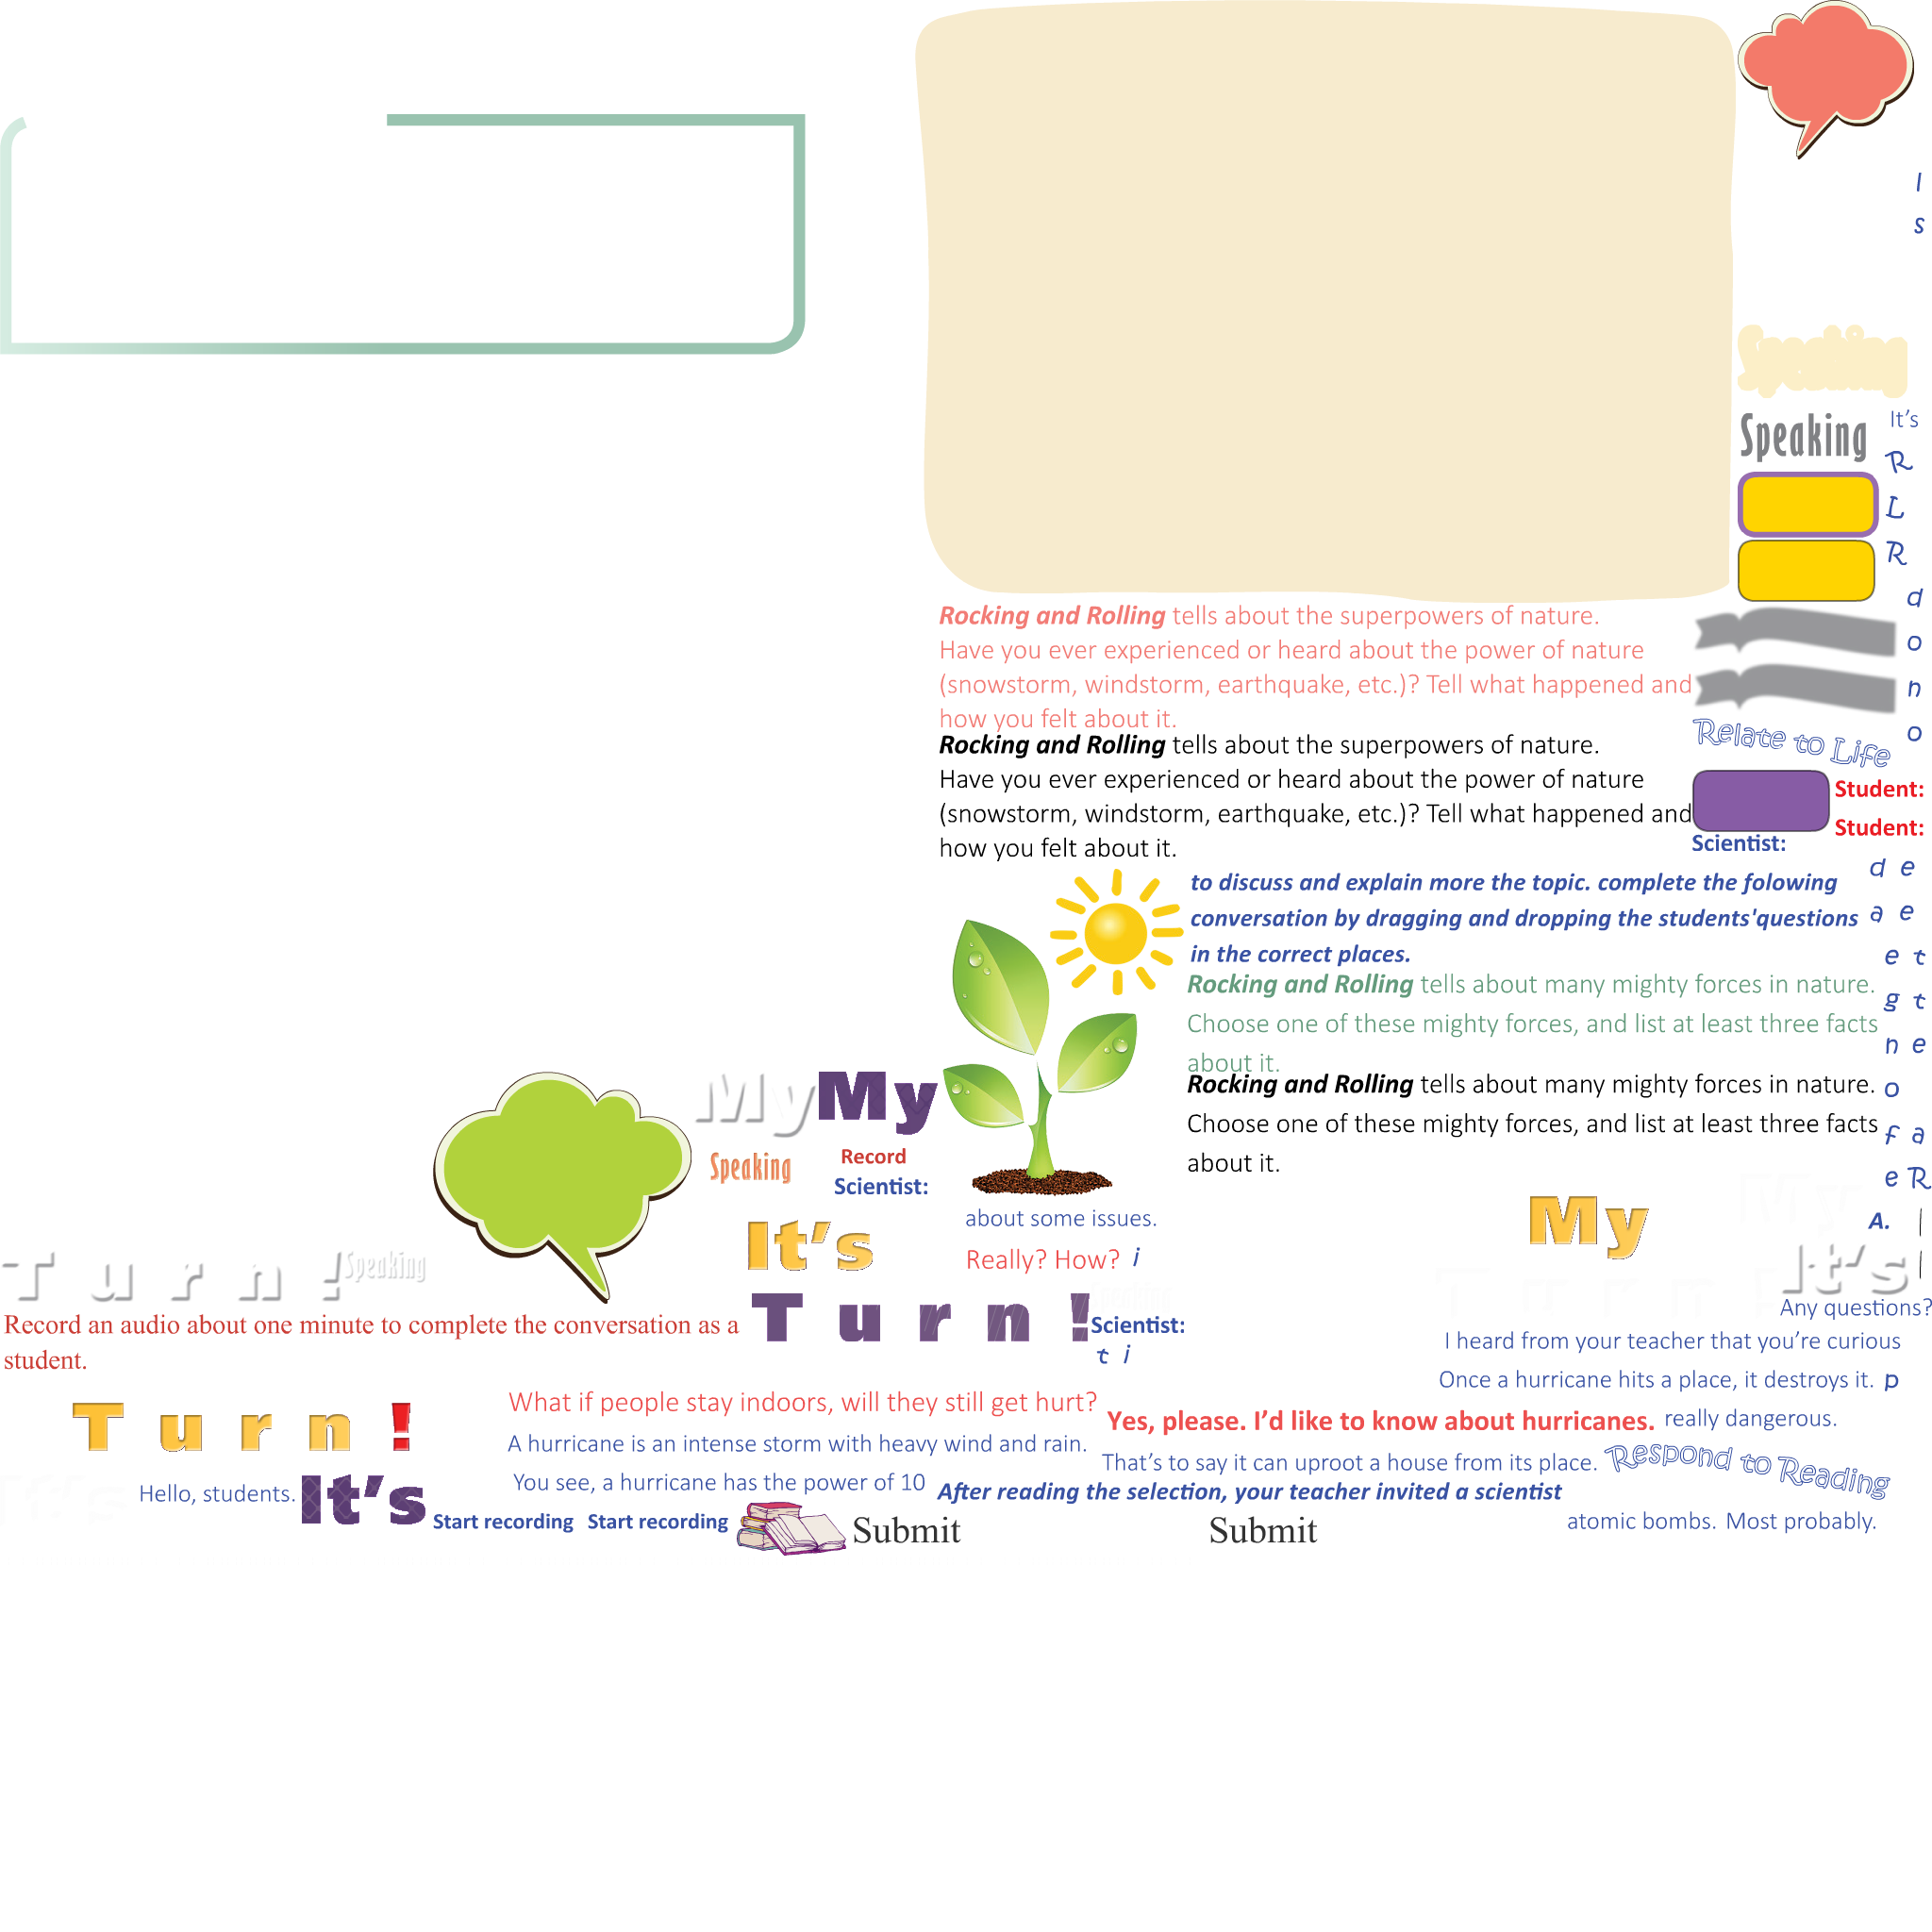 I
s
Speaking
Speaking
It's
R
L
R
d
o
n
o
Rocking and Rolling tells about the superpowers of nature.
Have you ever experienced or heard about the power of nature
(snowstorm, windstorm, earthquake, etc.)? Tell what happened and
how you felt about it.
Rocking and Rolling tells about the superpowers of nature.
Have you ever experienced or heard about the power of nature
(snowstorm, windstorm, earthquake, etc.)? Tell what happened and
how you felt about it.
Relate to Life
Student:
Student:
Scientist:
to discuss and explain more the topic. complete the folowing
conversation by dragging and dropping the students'questions
in the correct places.
d e
a e
e t
g t
n e
o
f a
e R
Rocking and Rolling tells about many mighty forces in nature.
Choose one of these mighty forces, and list at least three facts
about it.
Rocking and Rolling tells about many mighty forces in nature.
Choose one of these mighty forces, and list at least three facts
about it.
My My
Speaking
Record
Scientist:
It's
about some issues.
Really? How? i
My
A. |
It's |
Turn! Speaking
Turn!
Scientist:
t i
Any questions?
Record an audio about one minute to complete the conversation as a
student.
I heard from your teacher that you're curious
Once a hurricane hits a place, it destroys it. p
Turn!
What if people stay indoors, will they still get hurt?
Yes, please. I'd like to know about hurricanes. really dangerous.
A hurricane is an intense storm with heavy wind and rain.
That's to say it can uproot a house from its place. Respond to Reading
Hello, students. It's
You see, a hurricane has the power of 10
After reading the selection, your teacher invited a scientist
Start recording Start recording
Submit
Submit
atomic bombs. Most probably.